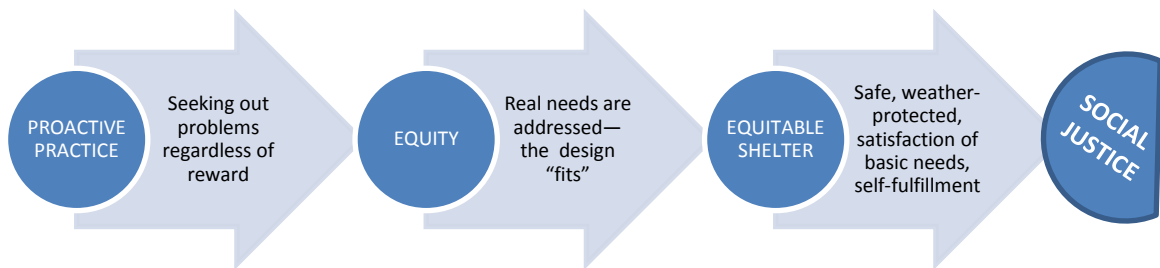 PROACTIVE
PRACTICE
Seeking out
problems
regardless of
reward
EQUITY
Real needs are
addressed—
the design
“fits”
EQUITABLE
SHELTER
Safe, weather-
protected,
satisfaction of
basic needs,
self-fulfillment
SOCIAL
JUSTICE